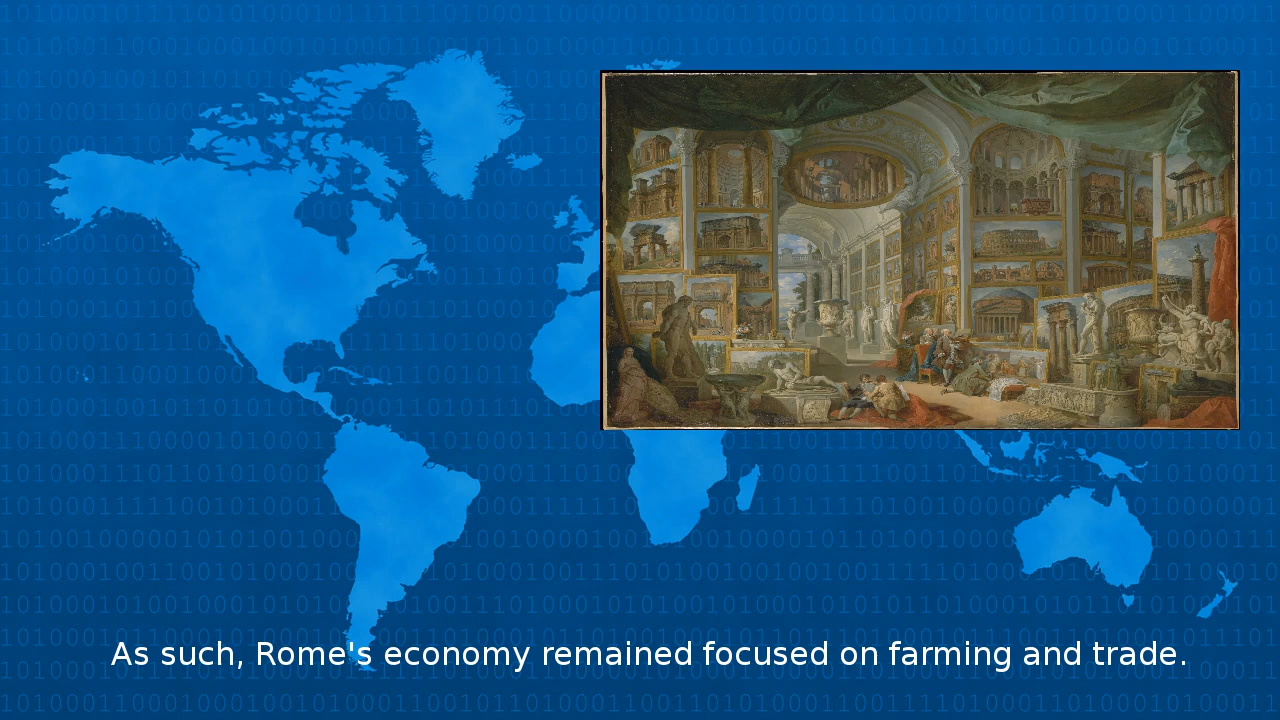 As such, Rome's economy remained focused on farming and trade.